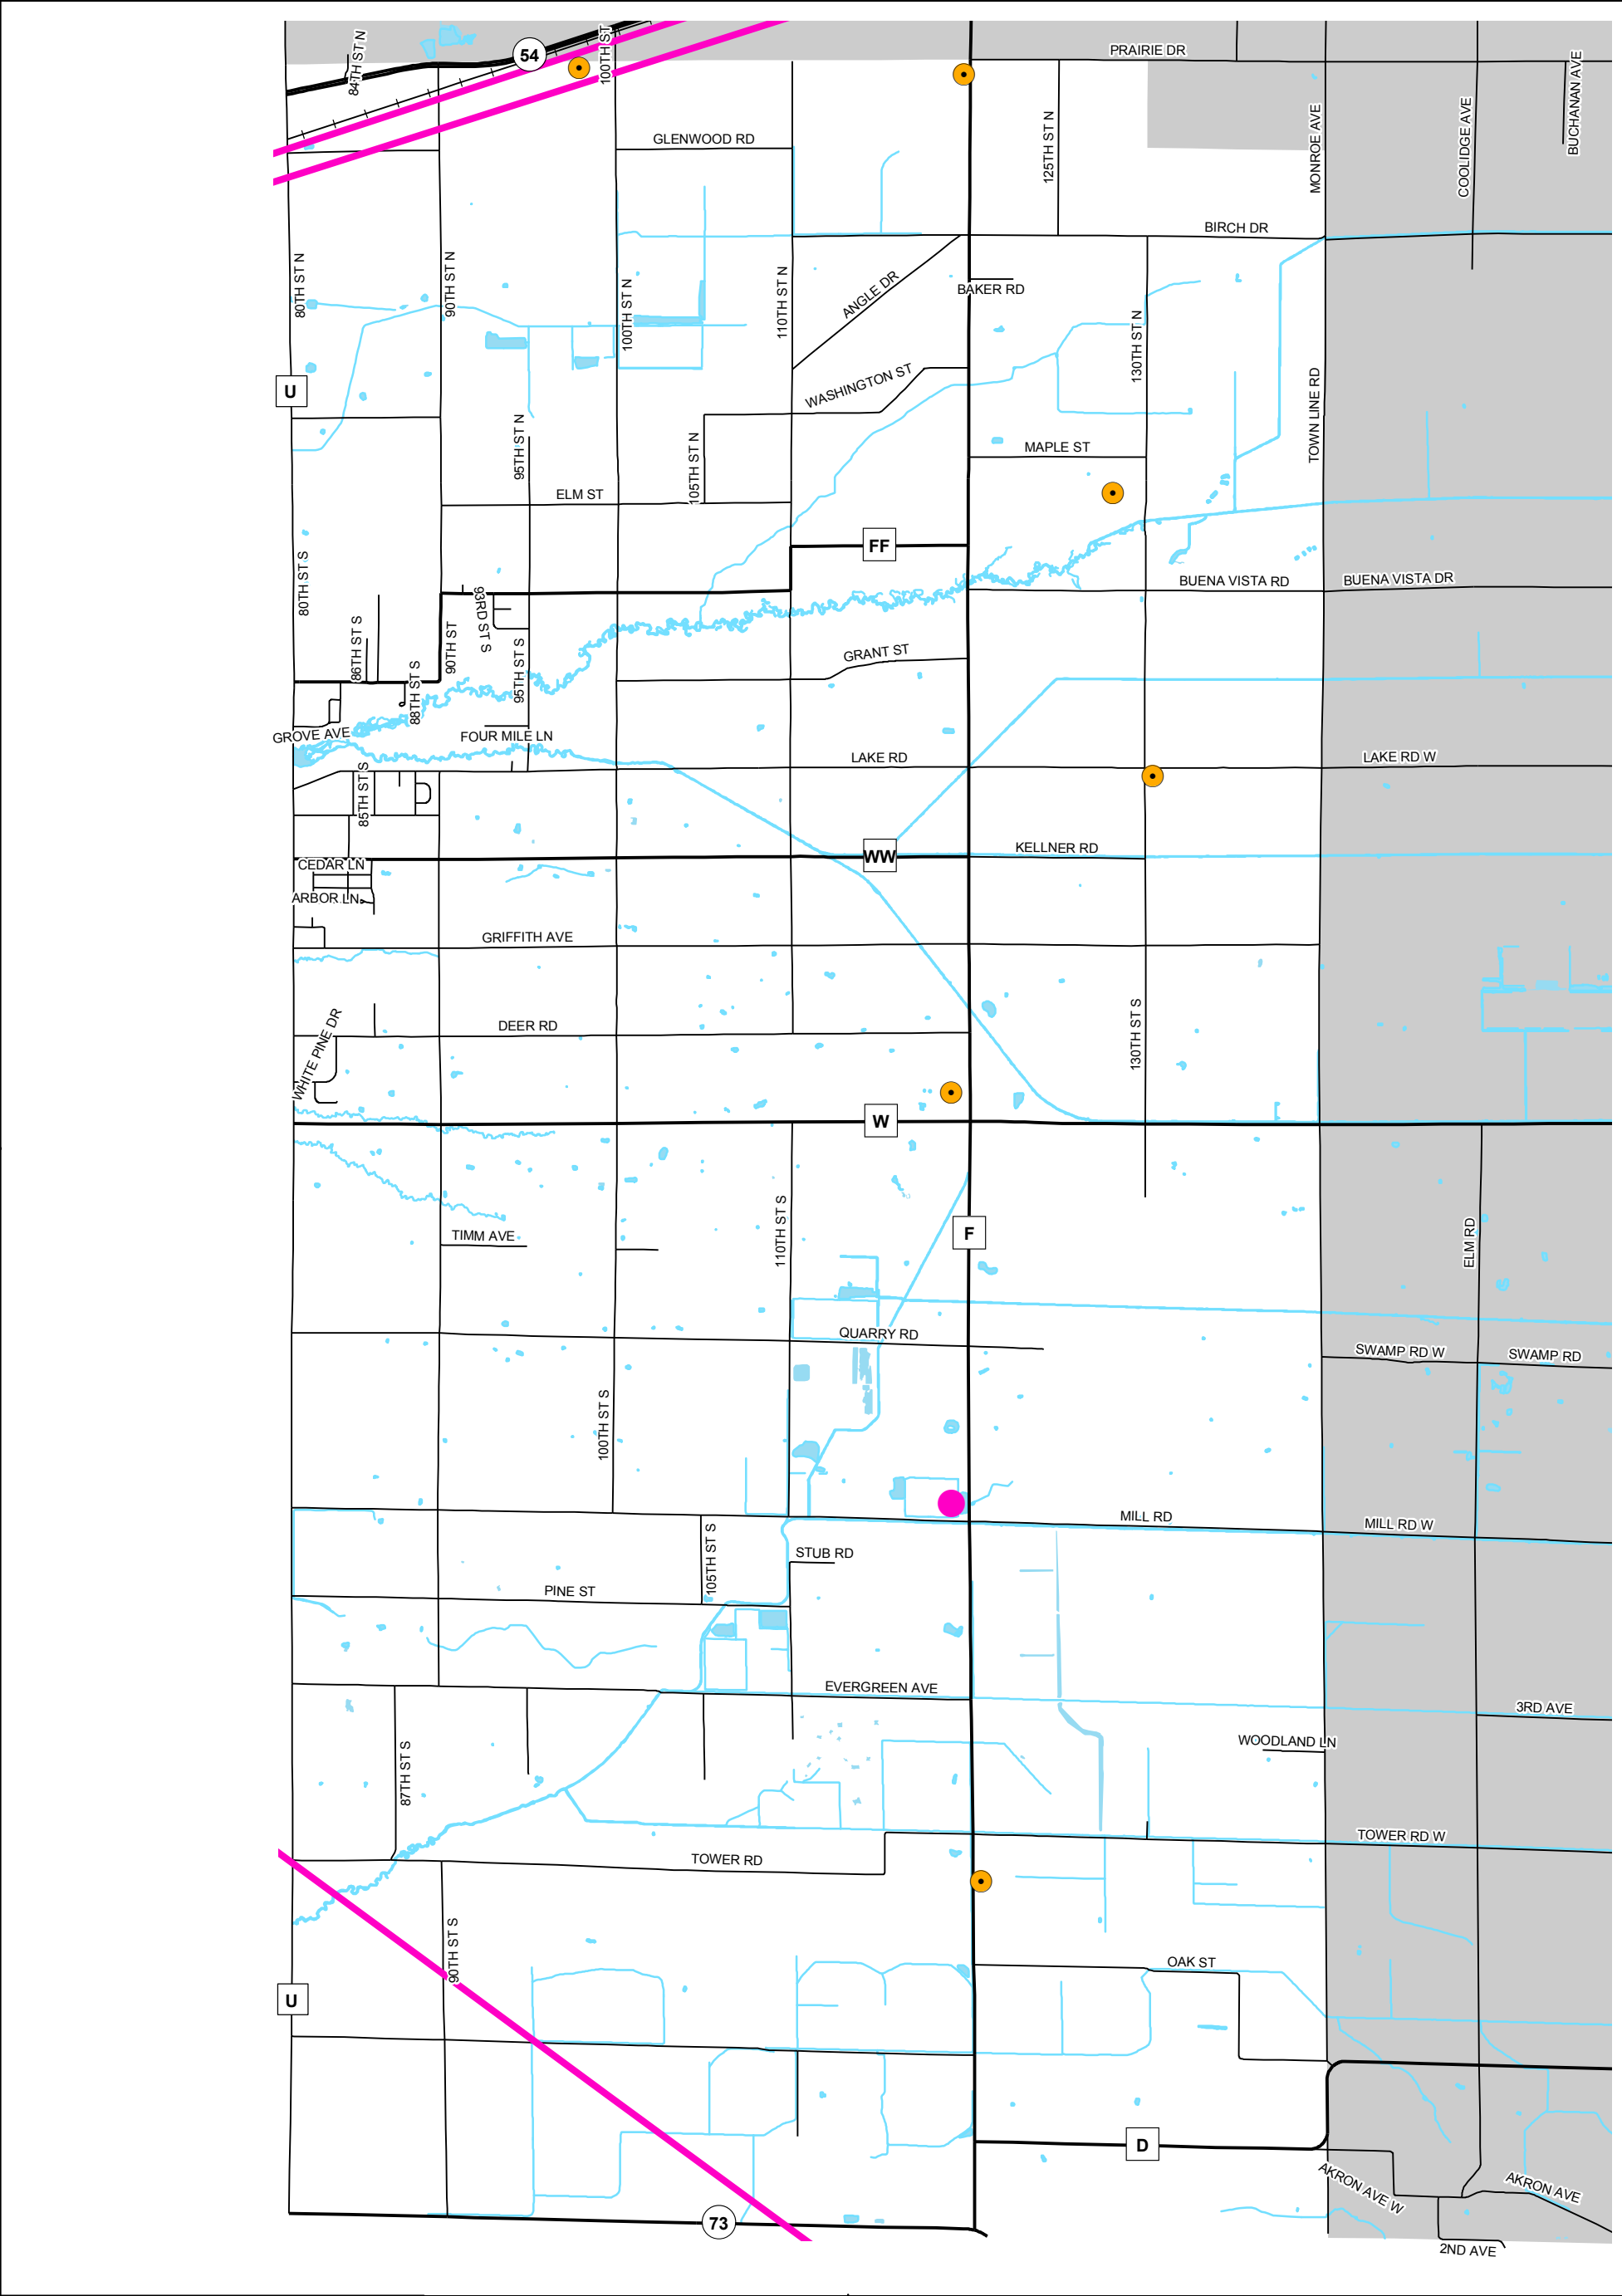 84TH ST N
54
100TH ST
PRAIRIE DR
BUCHANAN AVE
COOLIDGE AVE
MONROE AVE
125TH ST N
GLENWOOD RD
BIRCH DR
80TH ST N
90TH ST N
100TH ST N
110TH ST N
ANGLE DR
BAKER RD
130TH ST N
U
WASHINGTON ST
TOWN LINE RD
95TH ST N
105TH ST N
MAPLE ST
ELM ST
FF
80TH ST S
BUENA VISTA RD
BUENA VISTA DR
93RD ST S
86TH ST S
90TH ST
95TH ST S
88TH ST S
GRANT ST
GROVE AVE
FOUR MILE LN
LAKE RD
LAKE RD W
85TH ST S
WW
KELLNER RD
CEDAR LN
ARBOR LN
GRIFFITH AVE
DEER RD
WHITE PINE DR
130TH ST S
W
110TH ST S
F
TIMM AVE
ELM RD
QUARRY RD
SWAMP RD W
SWAMP RD
100TH ST S
MILL RD
MILL RD W
105TH ST S
STUB RD
PINE ST
EVERGREEN AVE
3RD AVE
WOODLAND LN
87TH ST S
TOWER RD W
TOWER RD
90TH ST S
OAK ST
U
D
AKRON AVE W
AKRON AVE
73
2ND AVE